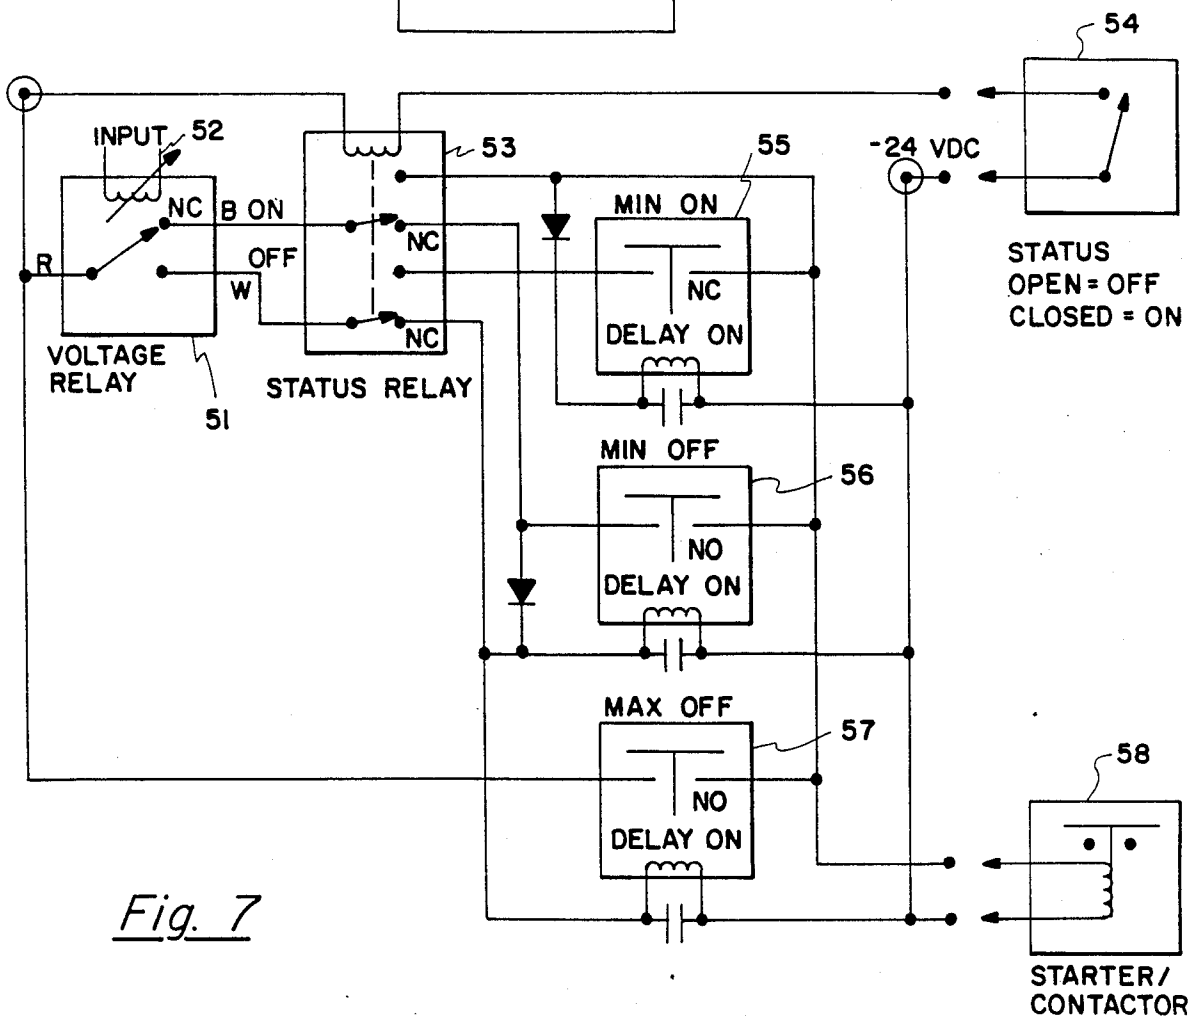 54
INPUT 52
53
-24 VDC
55
NC B ON
MIN ON
NC
R
OFF
W
NC
STATUS
OPEN = OFF
CLOSED = ON
DELAY ON
NC
VOLTAGE
RELAY
STATUS RELAY
51
MIN OFF
56
NO
DELAY ON
MAX OFF
57
58
NO
DELAY ON
Fig. 7
STARTER/
CONTACTOR